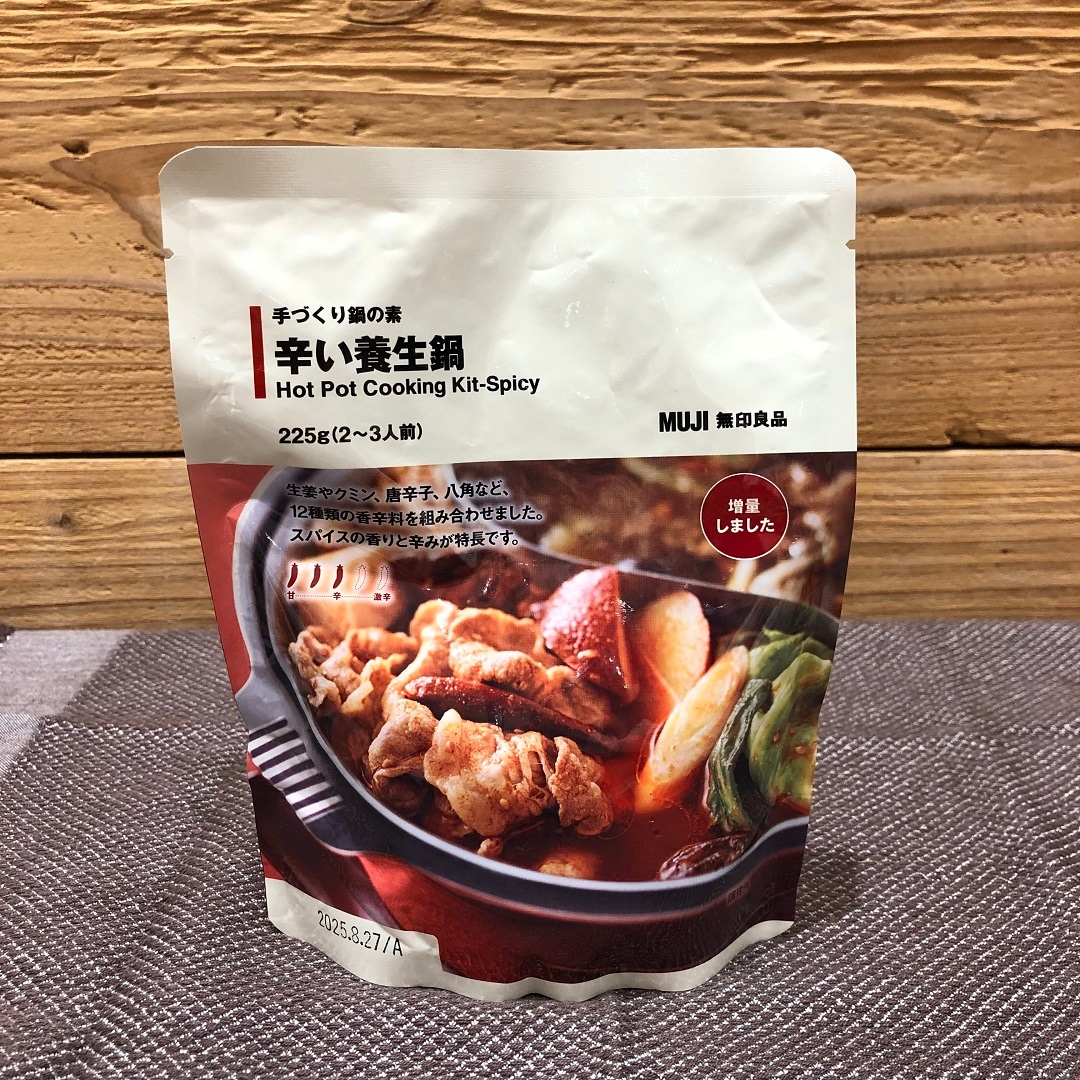 手づくり鍋の素
辛い養生鍋
Hot Pot Cooking Kit-Spicy
225g(2〜3人前)
MUJI 無印良品
生姜やクミン、唐辛子、八角など、
12種類の香辛料を組み合わせました。
スパイスの香りと辛みが特長です。
甘 辛 激辛
増量
しました
2025.8.27/A